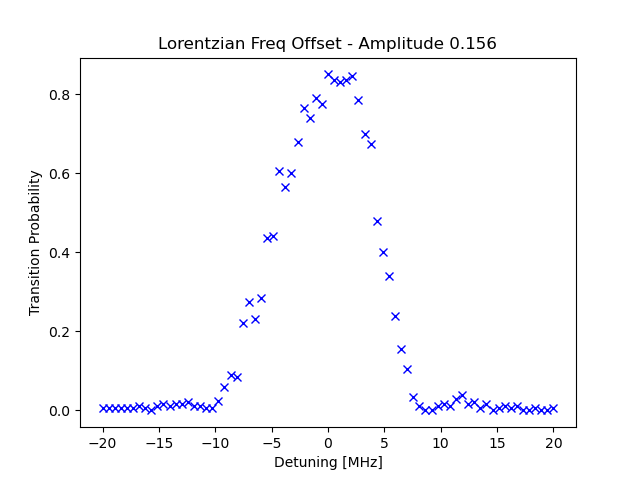 Lorentzian Freq Offset - Amplitude 0.156
Transition Probability
0.8
0.6
0.4
0.2
0.0
−20 −15 −10 −5 0 5 10 15 20
Detuning [MHz]